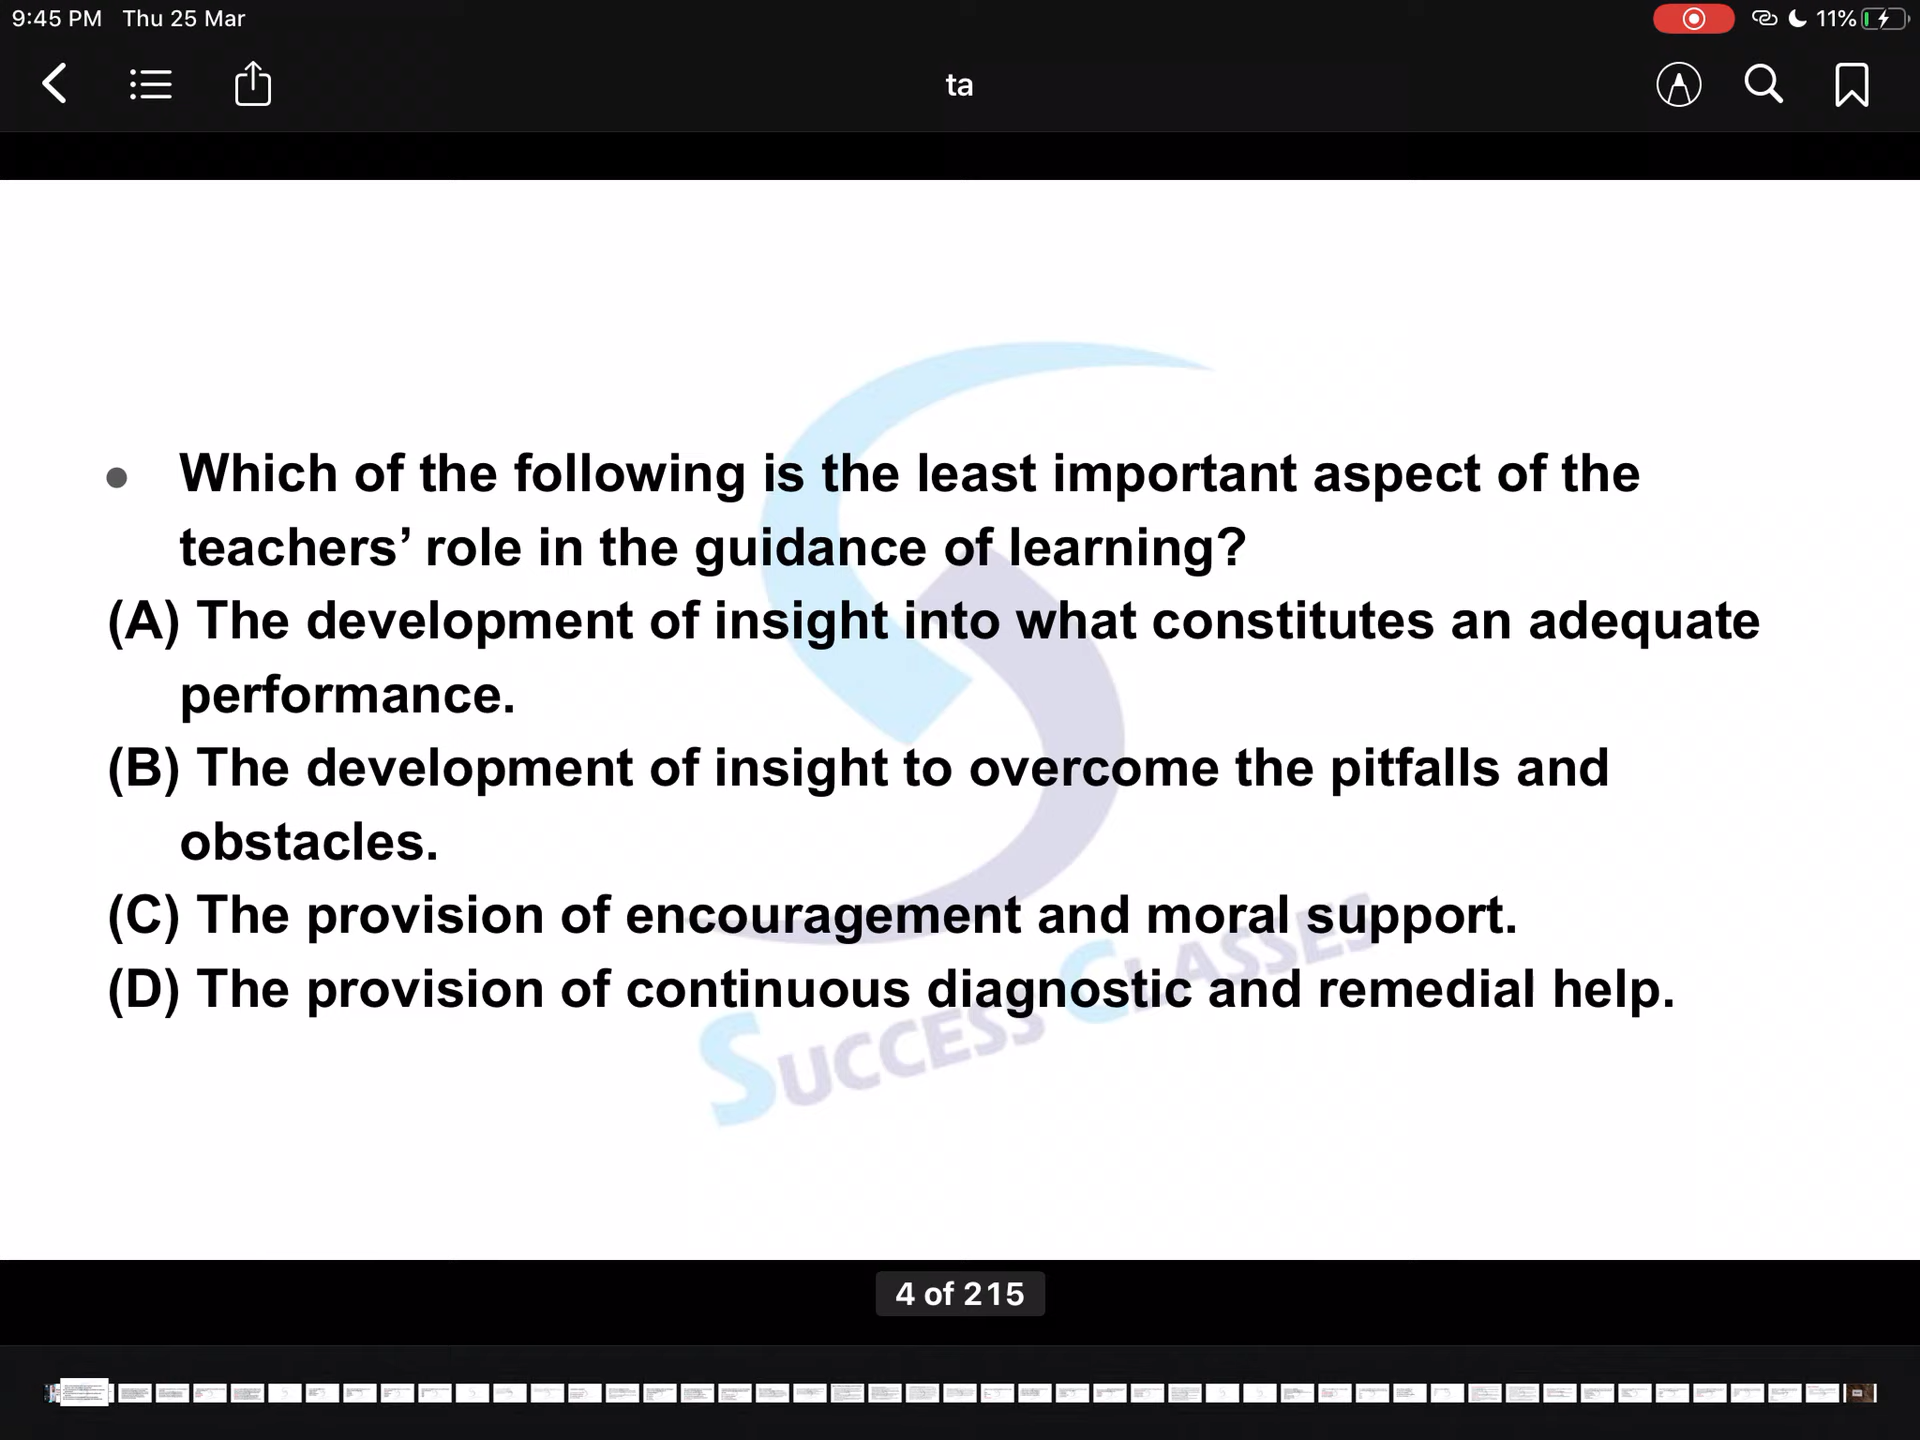 9:45 PM Thu 25 Mar
11%
ta
• Which of the following is the least important aspect of the
teachers’ role in the guidance of learning?
(A) The development of insight into what constitutes an adequate
performance.
(B) The development of insight to overcome the pitfalls and
obstacles.
(C) The provision of encouragement and moral support.
(D) The provision of continuous diagnostic and remedial help.
SUCCESS CLASSES
4 of 215